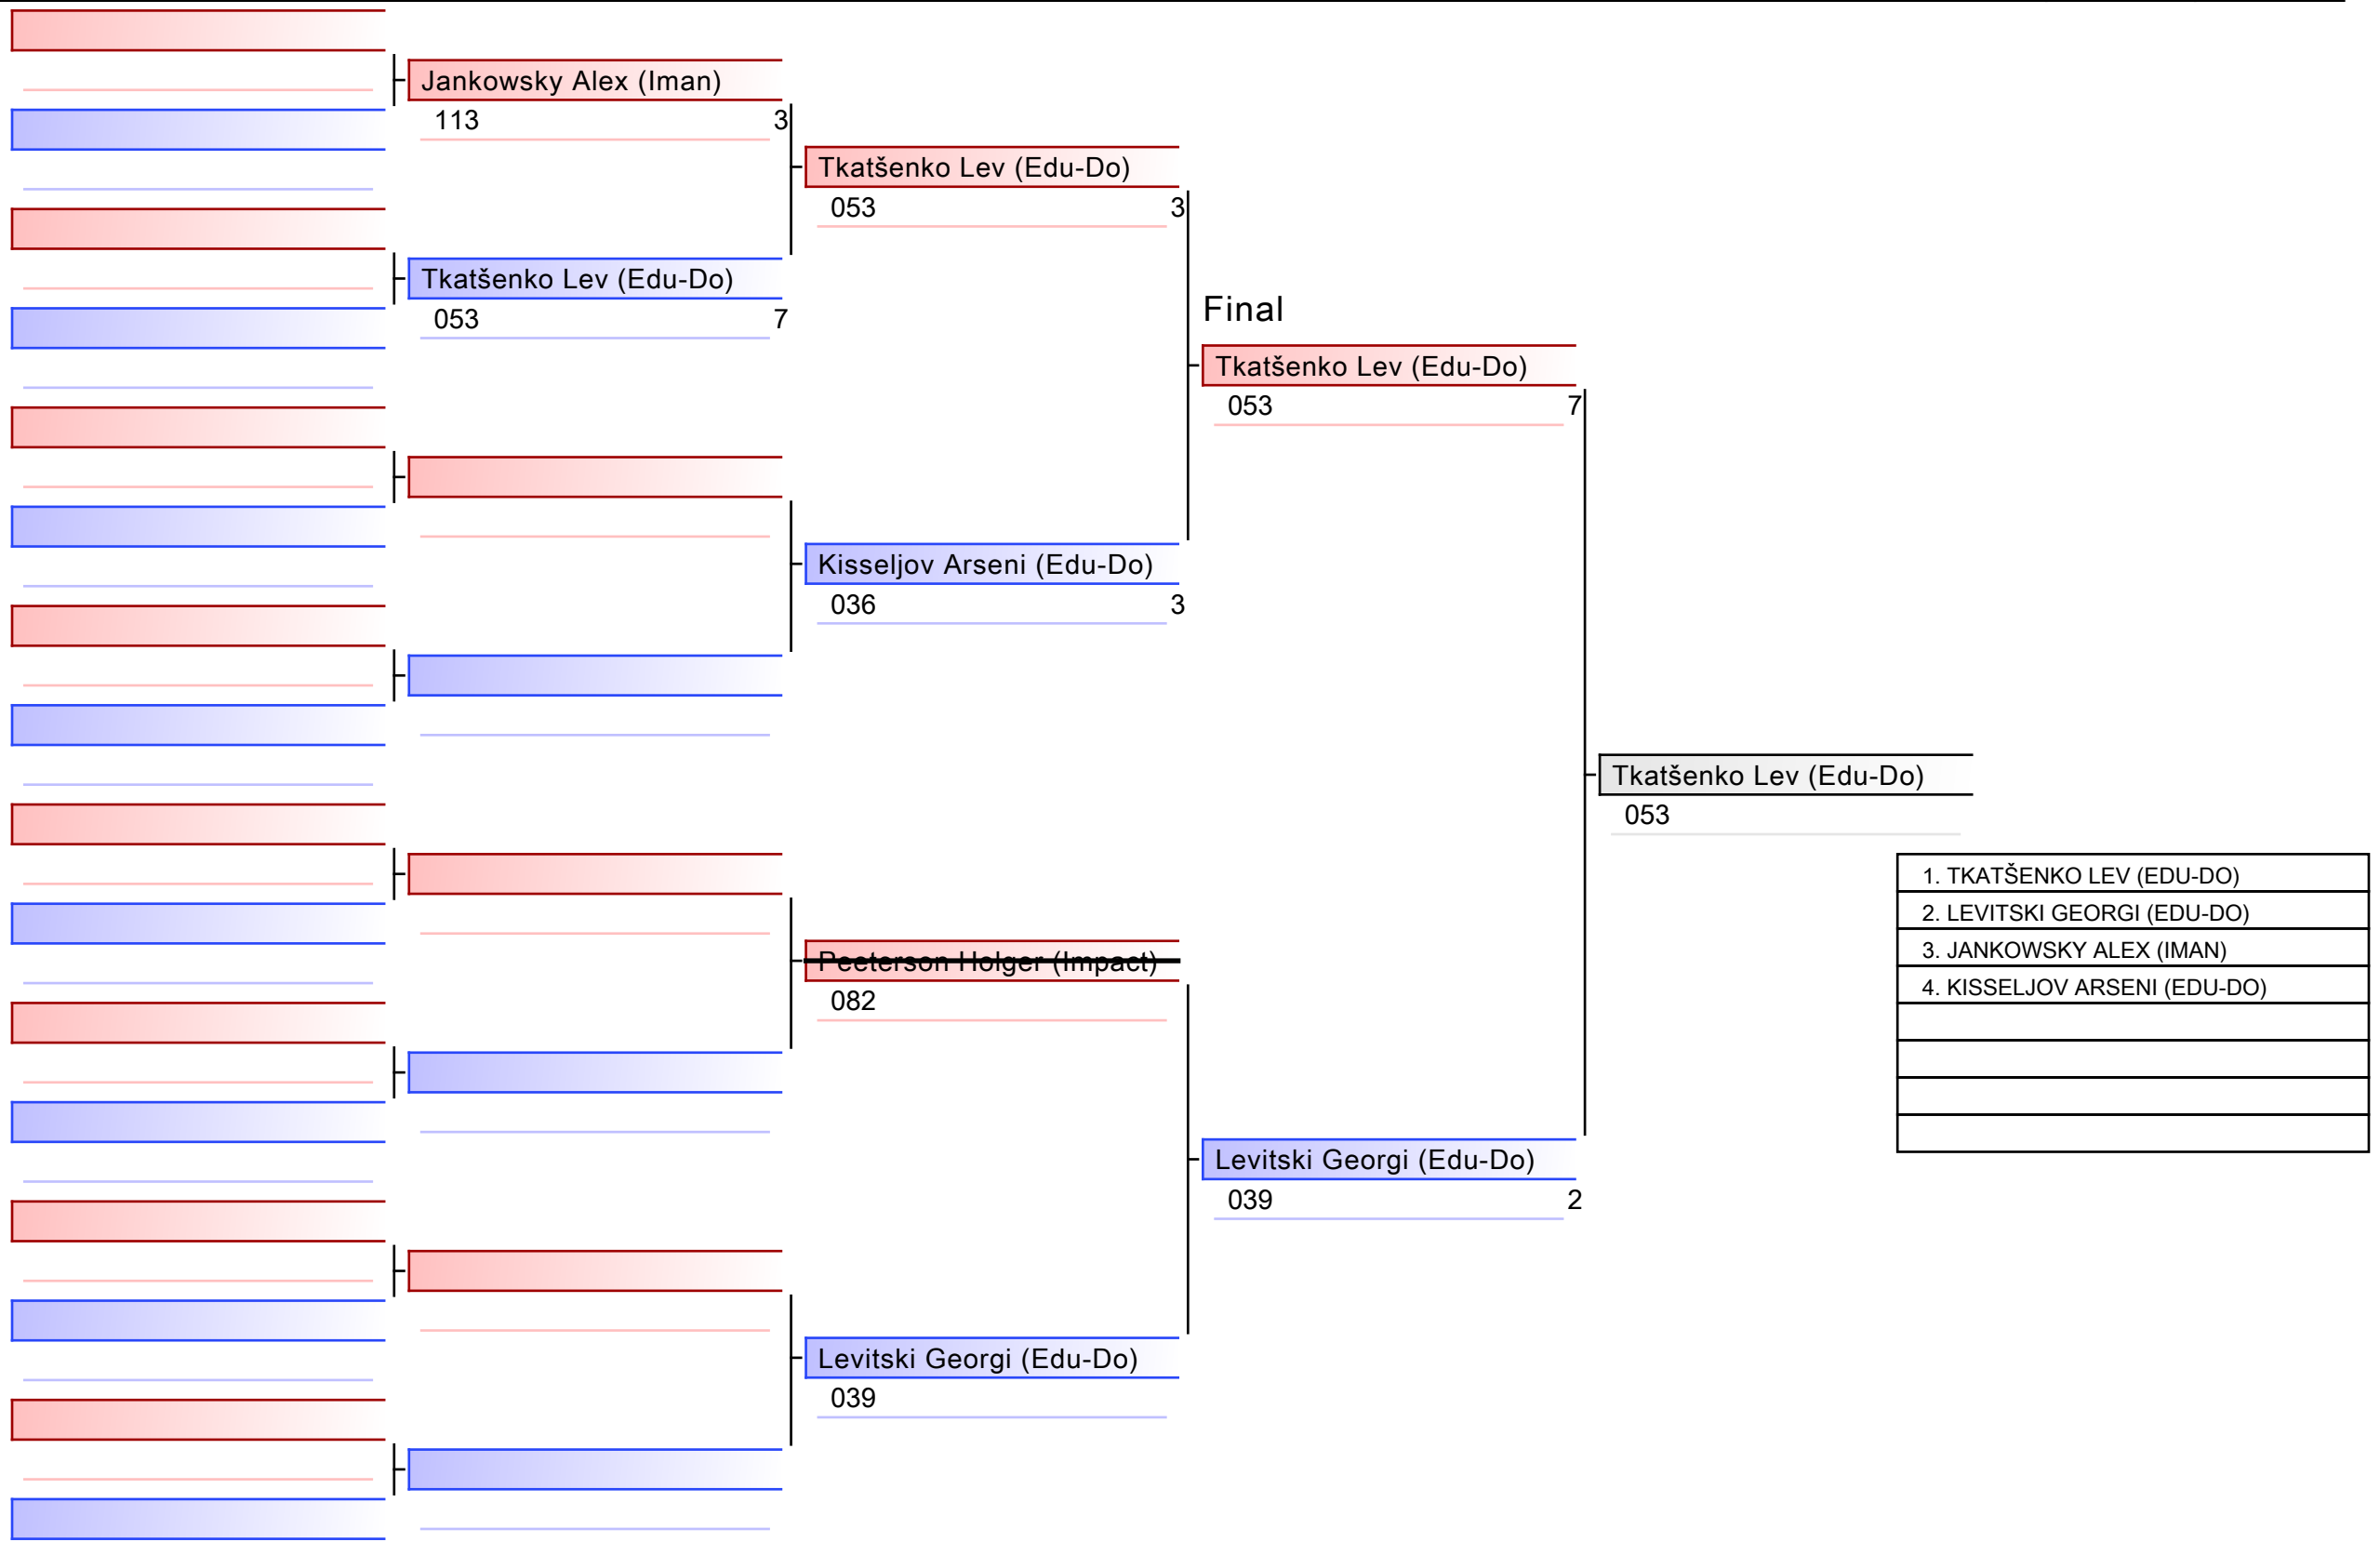 Jankowsky Alex (Iman)
113 3
Tkatšenko Lev (Edu-Do)
053 7
Tkatšenko Lev (Edu-Do)
053 3
Kisseljov Arseni (Edu-Do)
036 3
Peeterson Holger (Impact)
082
Levitski Georgi (Edu-Do)
039
Final
Tkatšenko Lev (Edu-Do)
053 7
Levitski Georgi (Edu-Do)
039 2
Tkatšenko Lev (Edu-Do)
053
1. TKATŠENKO LEV (EDU-DO)
2. LEVITSKI GEORGI (EDU-DO)
3. JANKOWSKY ALEX (IMAN)
4. KISSELJOV ARSENI (EDU-DO)